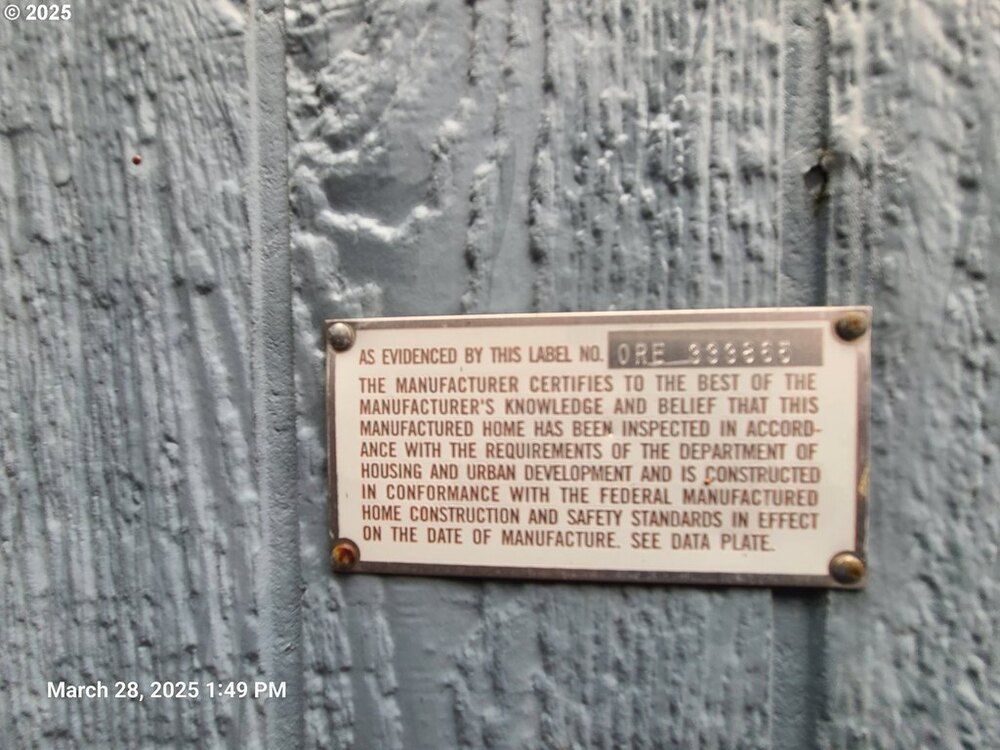 © 2025
AS EVIDENCED BY THIS LABEL NO. ORE
THE MANUFACTURER CERTIFIES TO THE BEST OF THE
MANUFACTURER'S KNOWLEDGE AND BELIEF THAT THIS
MANUFACTURED HOME HAS BEEN INSPECTED IN ACCORD-
ANCE WITH THE REQUIREMENTS OF THE DEPARTMENT OF
HOUSING AND URBAN DEVELOPMENT AND IS CONSTRUCTED
IN CONFORMANCE WITH THE FEDERAL MANUFACTURED
HOME CONSTRUCTION AND SAFETY STANDARDS IN EFFECT
ON THE DATE OF MANUFACTURE. SEE DATA PLATE.
March 28, 2025 1:49 PM